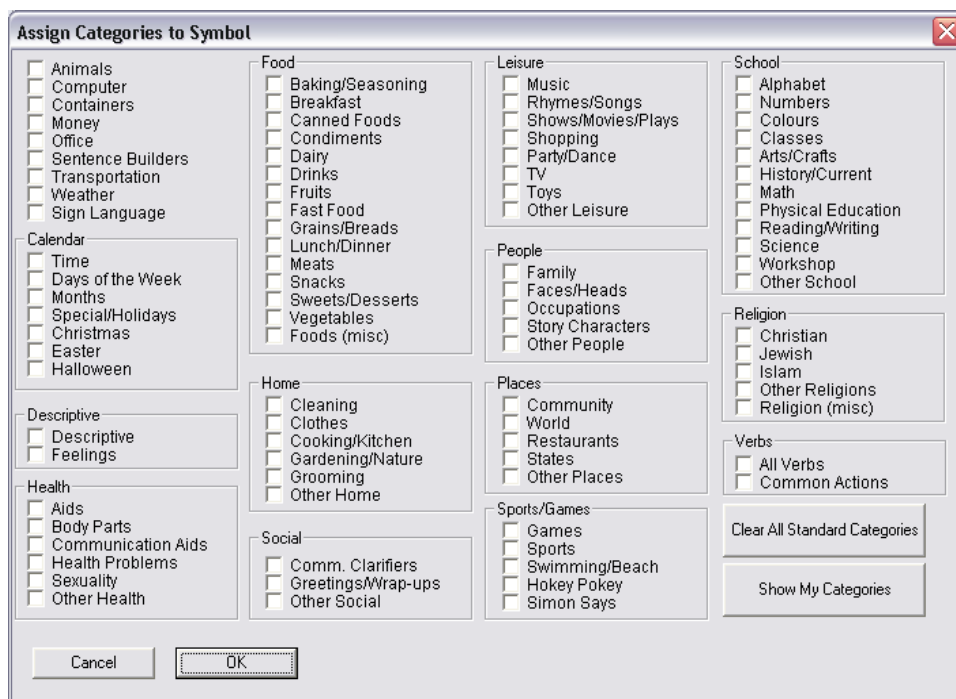 Assign Categories to Symbol
Animals
Computer
Containers
Money
Office
Sentence Builders
Transportation
Weather
Sign Language
Calendar
Time
Days of the Week
Months
Special/Holidays
Christmas
Easter
Halloween
Descriptive
Descriptive
Feelings
Health
Aids
Body Parts
Communication Aids
Health Problems
Sexuality
Other Health
Food
Baking/Seasoning
Breakfast
Canned Foods
Condiments
Dairy
Drinks
Fruits
Fast Food
Grains/Breads
Lunch/Dinner
Meats
Snacks
Sweets/Desserts
Vegetables
Foods (misc)
Home
Cleaning
Clothes
Cooking/Kitchen
Gardening/Nature
Grooming
Other Home
Social
Comm. Clarifiers
Greetings/Wrap-ups
Other Social
Leisure
Music
Rhymes/Songs
Shows/Movies/Plays
Shopping
Party/Dance
TV
Toys
Other Leisure
People
Family
Faces/Heads
Occupations
Story Characters
Other People
Places
Community
World
Restaurants
States
Other Places
Sports/Games
Games
Sports
Swimming/Beach
Hokey Pokey
Simon Says
School
Alphabet
Numbers
Colours
Classes
Arts/Crafts
History/Current
Math
Physical Education
Reading/Writing
Science
Workshop
Other School
Religion
Christian
Jewish
Islam
Other Religions
Religion (misc)
Verbs
All Verbs
Common Actions
Clear All Standard Categories
Show My Categories
Cancel
OK